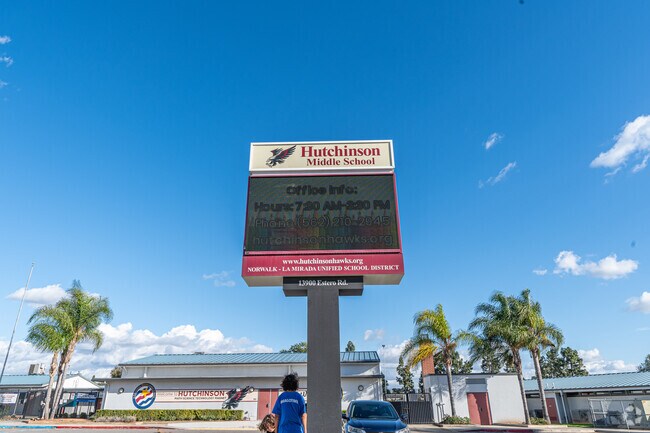 Hutchinson
Middle School
Office Info:
Hours: 7:30 AM-3:30 PM
Phone:
hutchinsonhawks.org
www.hutchinsonhawks.org
NORWALK - LA MIRADA UNIFIED SCHOOL DISTRICT
13900 Estero Rd.
HUTCHINSON